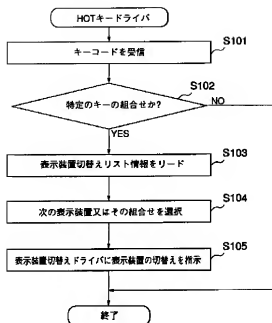 HOTキードライバ
キーコードを受信
S101
特定のキーの組合せか?
S102
NO
YES
表示装置切替えリスト情報をリード
S103
次の表示装置又はその組合せを選択
S104
表示装置切替えドライバに表示装置の切替えを指示
S105
終了